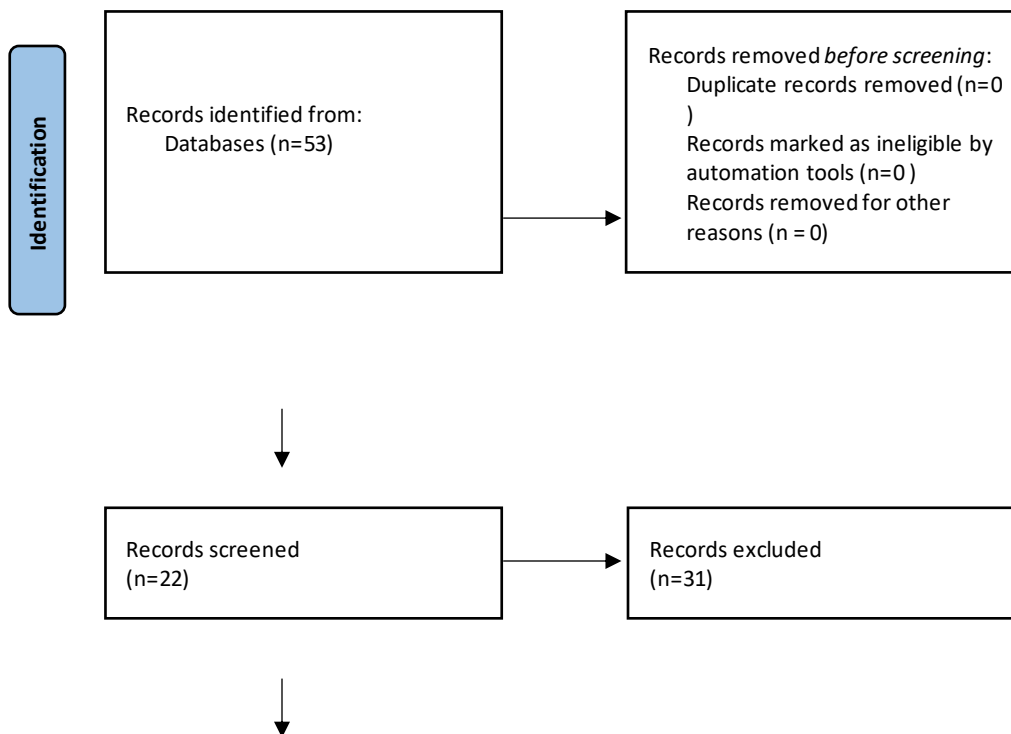 Identification
Records identified from:
Databases (n=53)
Records removed before screening:
Duplicate records removed (n=0
)
Records marked as ineligible by
automation tools (n=0 )
Records removed for other
reasons (n = 0)
Records screened
(n=22)
Records excluded
(n=31)